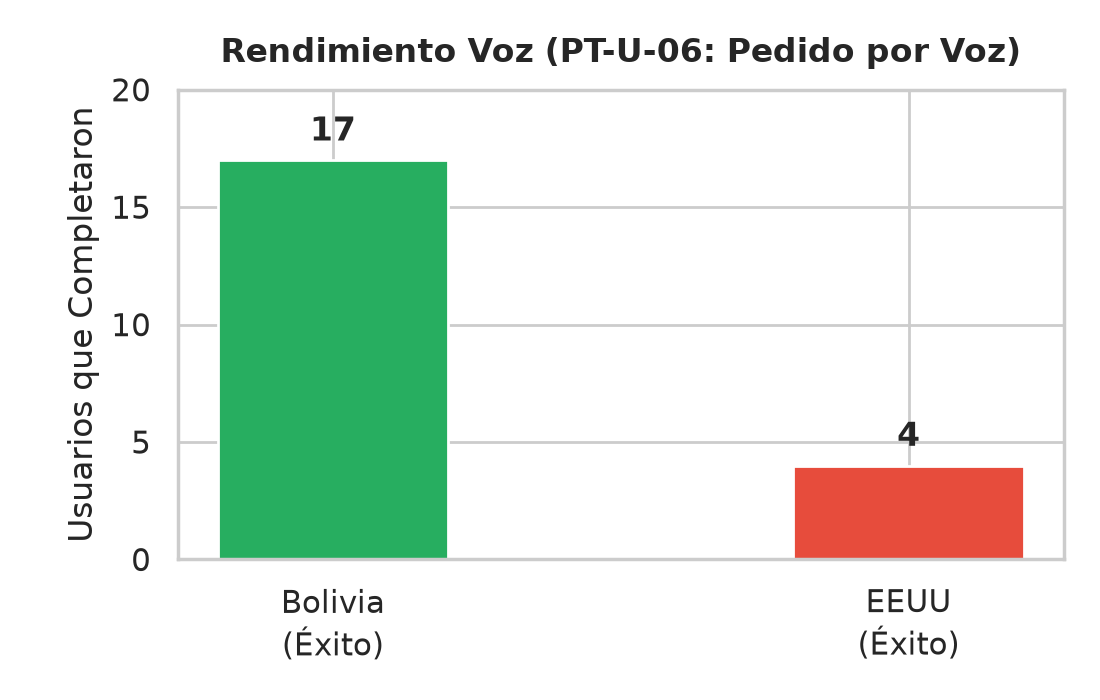 Rendimiento Voz (PT-U-06: Pedido por Voz)
Usuarios que Completaron
20
15
10
5
0
17
4
Bolivia
(Éxito)
EEUU
(Éxito)